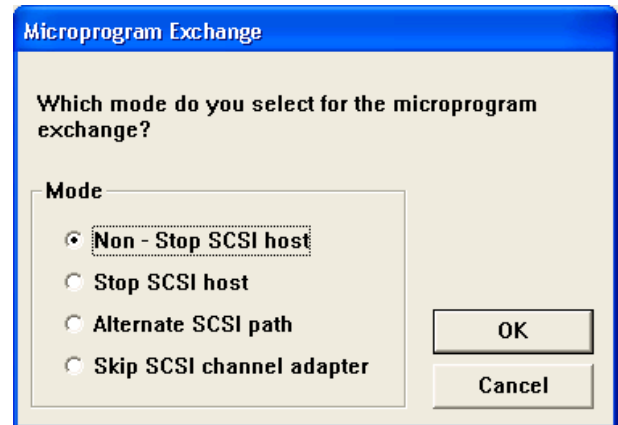 Microprogram Exchange
Which mode do you select for the microprogram
exchange?
Mode
Non - Stop SCSI host
Stop SCSI host
Alternate SCSI path
Skip SCSI channel adapter
OK
Cancel